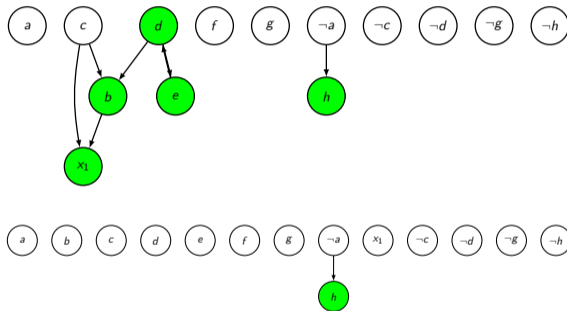 a c d f g ¬a ¬c ¬d ¬g ¬h
b e h
x₁
a b c d e f g ¬a x₁ ¬c ¬d ¬g ¬h
h